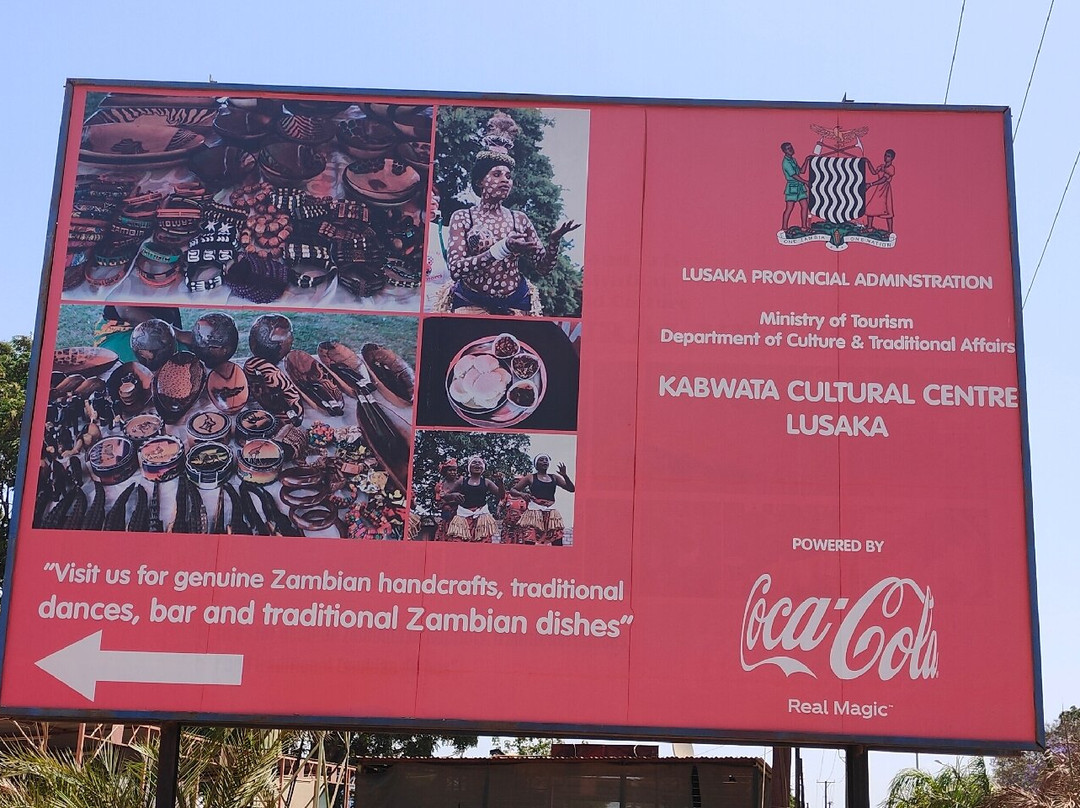 ONE ZAMBIA ONE NATION
LUSAKA PROVINCIAL ADMINSTRATION
Ministry of Tourism
Department of Culture & Traditional Affairs
KABWATA CULTURAL CENTRE
LUSAKA
POWERED BY
Coca-Cola
Real Magic™
“Visit us for genuine Zambian handcrafts, traditional
dances, bar and traditional Zambian dishes“